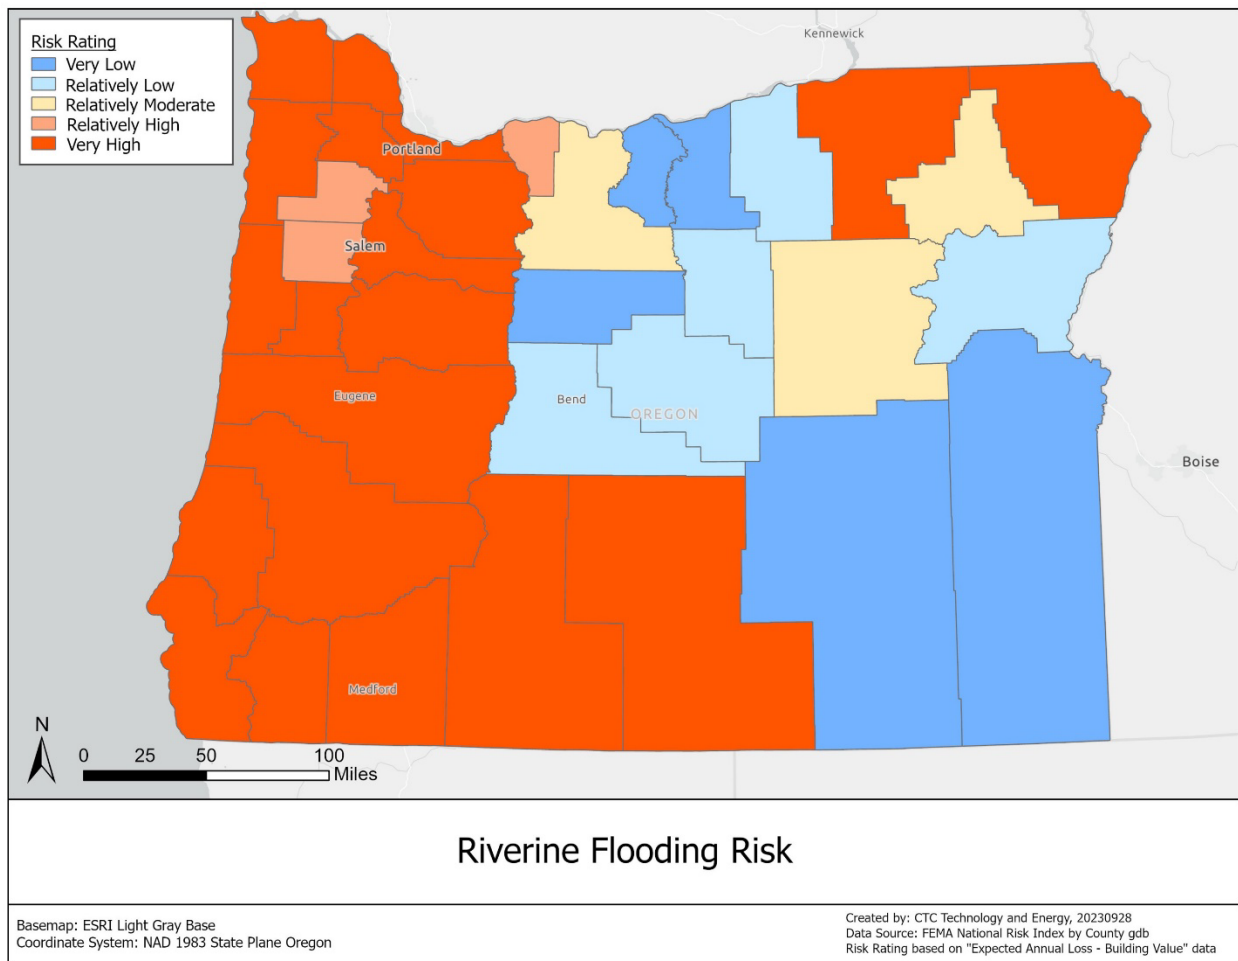 Risk Rating
Very Low
Relatively Low
Relatively Moderate
Relatively High
Very High
Kennewick
Portland
Salem
Eugene
Bend
OREGON
Boise
Medford
N
0 25 50 100
Miles
Riverine Flooding Risk
Basemap: ESRI Light Gray Base
Coordinate System: NAD 1983 State Plane Oregon
Created by: CTC Technology and Energy, 20230928
Data Source: FEMA National Risk Index by County gdb
Risk Rating based on "Expected Annual Loss - Building Value" data